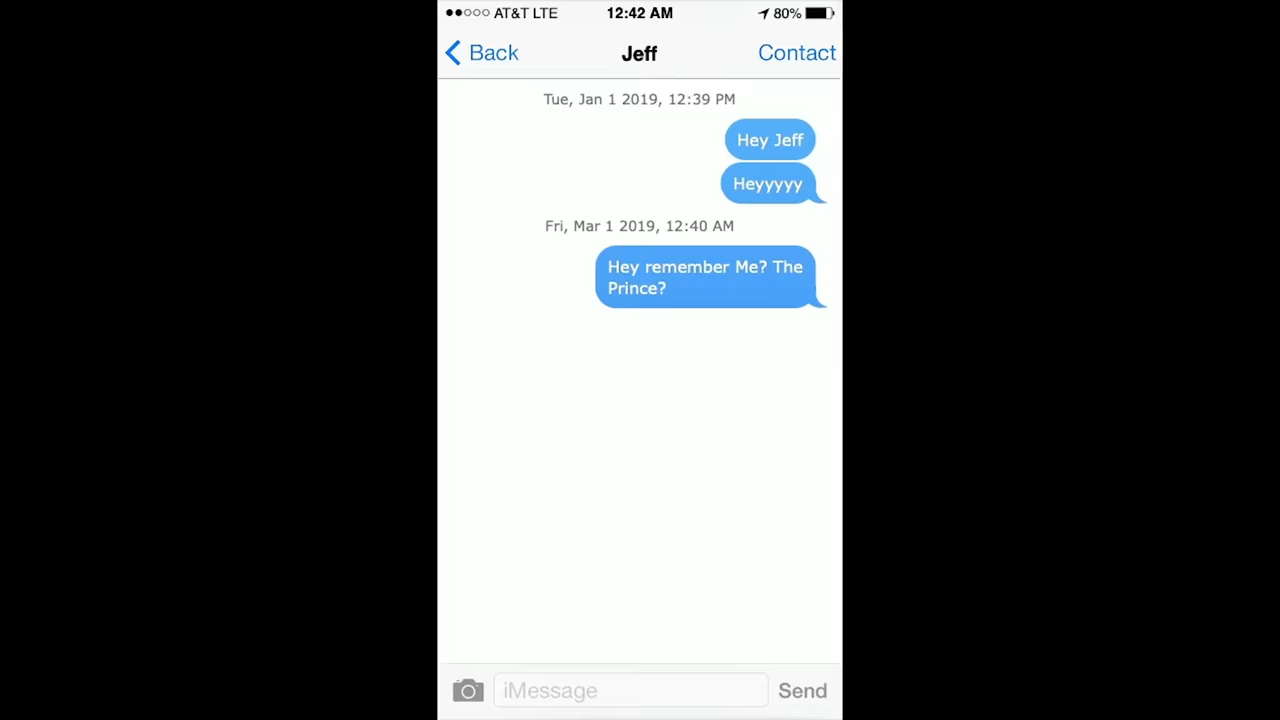 AT&T LTE 12:42 AM 80%
Back Jeff Contact
Tue, Jan 1 2019, 12:39 PM
Hey Jeff
Heyyyyy
Fri, Mar 1 2019, 12:40 AM
Hey remember Me? The
Prince?
iMessage Send